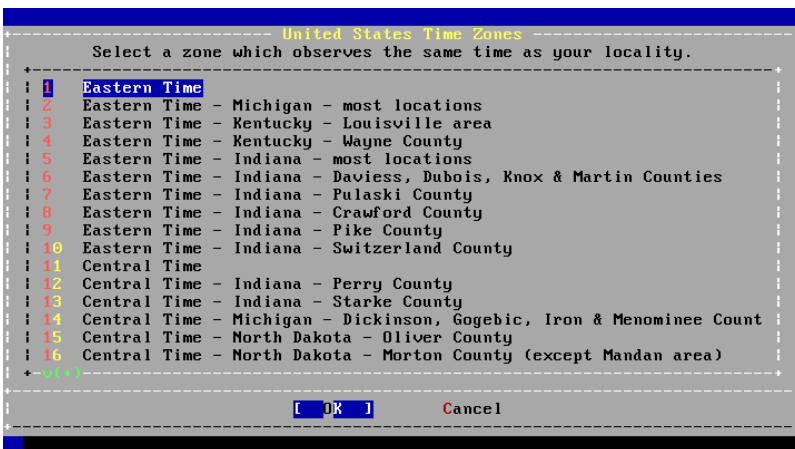 United States Time Zones
Select a zone which observes the same time as your locality.
1 Eastern Time
2 Eastern Time - Michigan - most locations
3 Eastern Time - Kentucky - Louisville area
4 Eastern Time - Kentucky - Wayne County
5 Eastern Time - Indiana - most locations
6 Eastern Time - Indiana - Daviess, Dubois, Knox & Martin Counties
7 Eastern Time - Indiana - Pulaski County
8 Eastern Time - Indiana - Crawford County
9 Eastern Time - Indiana - Pike County
10 Eastern Time - Indiana - Switzerland County
11 Central Time
12 Central Time - Indiana - Perry County
13 Central Time - Indiana - Starke County
14 Central Time - Michigan - Dickinson, Gogebic, Iron & Menominee Count
15 Central Time - North Dakota - Oliver County
16 Central Time - North Dakota - Morton County (except Mandan area)
v(+)
[ OK ] Cancel